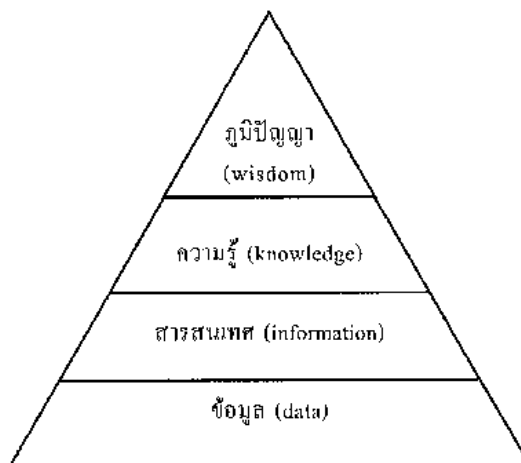 ภูมิปัญญา
(wisdom)
ความรู้ (knowledge)
สารสนเทศ (information)
ข้อมูล (data)